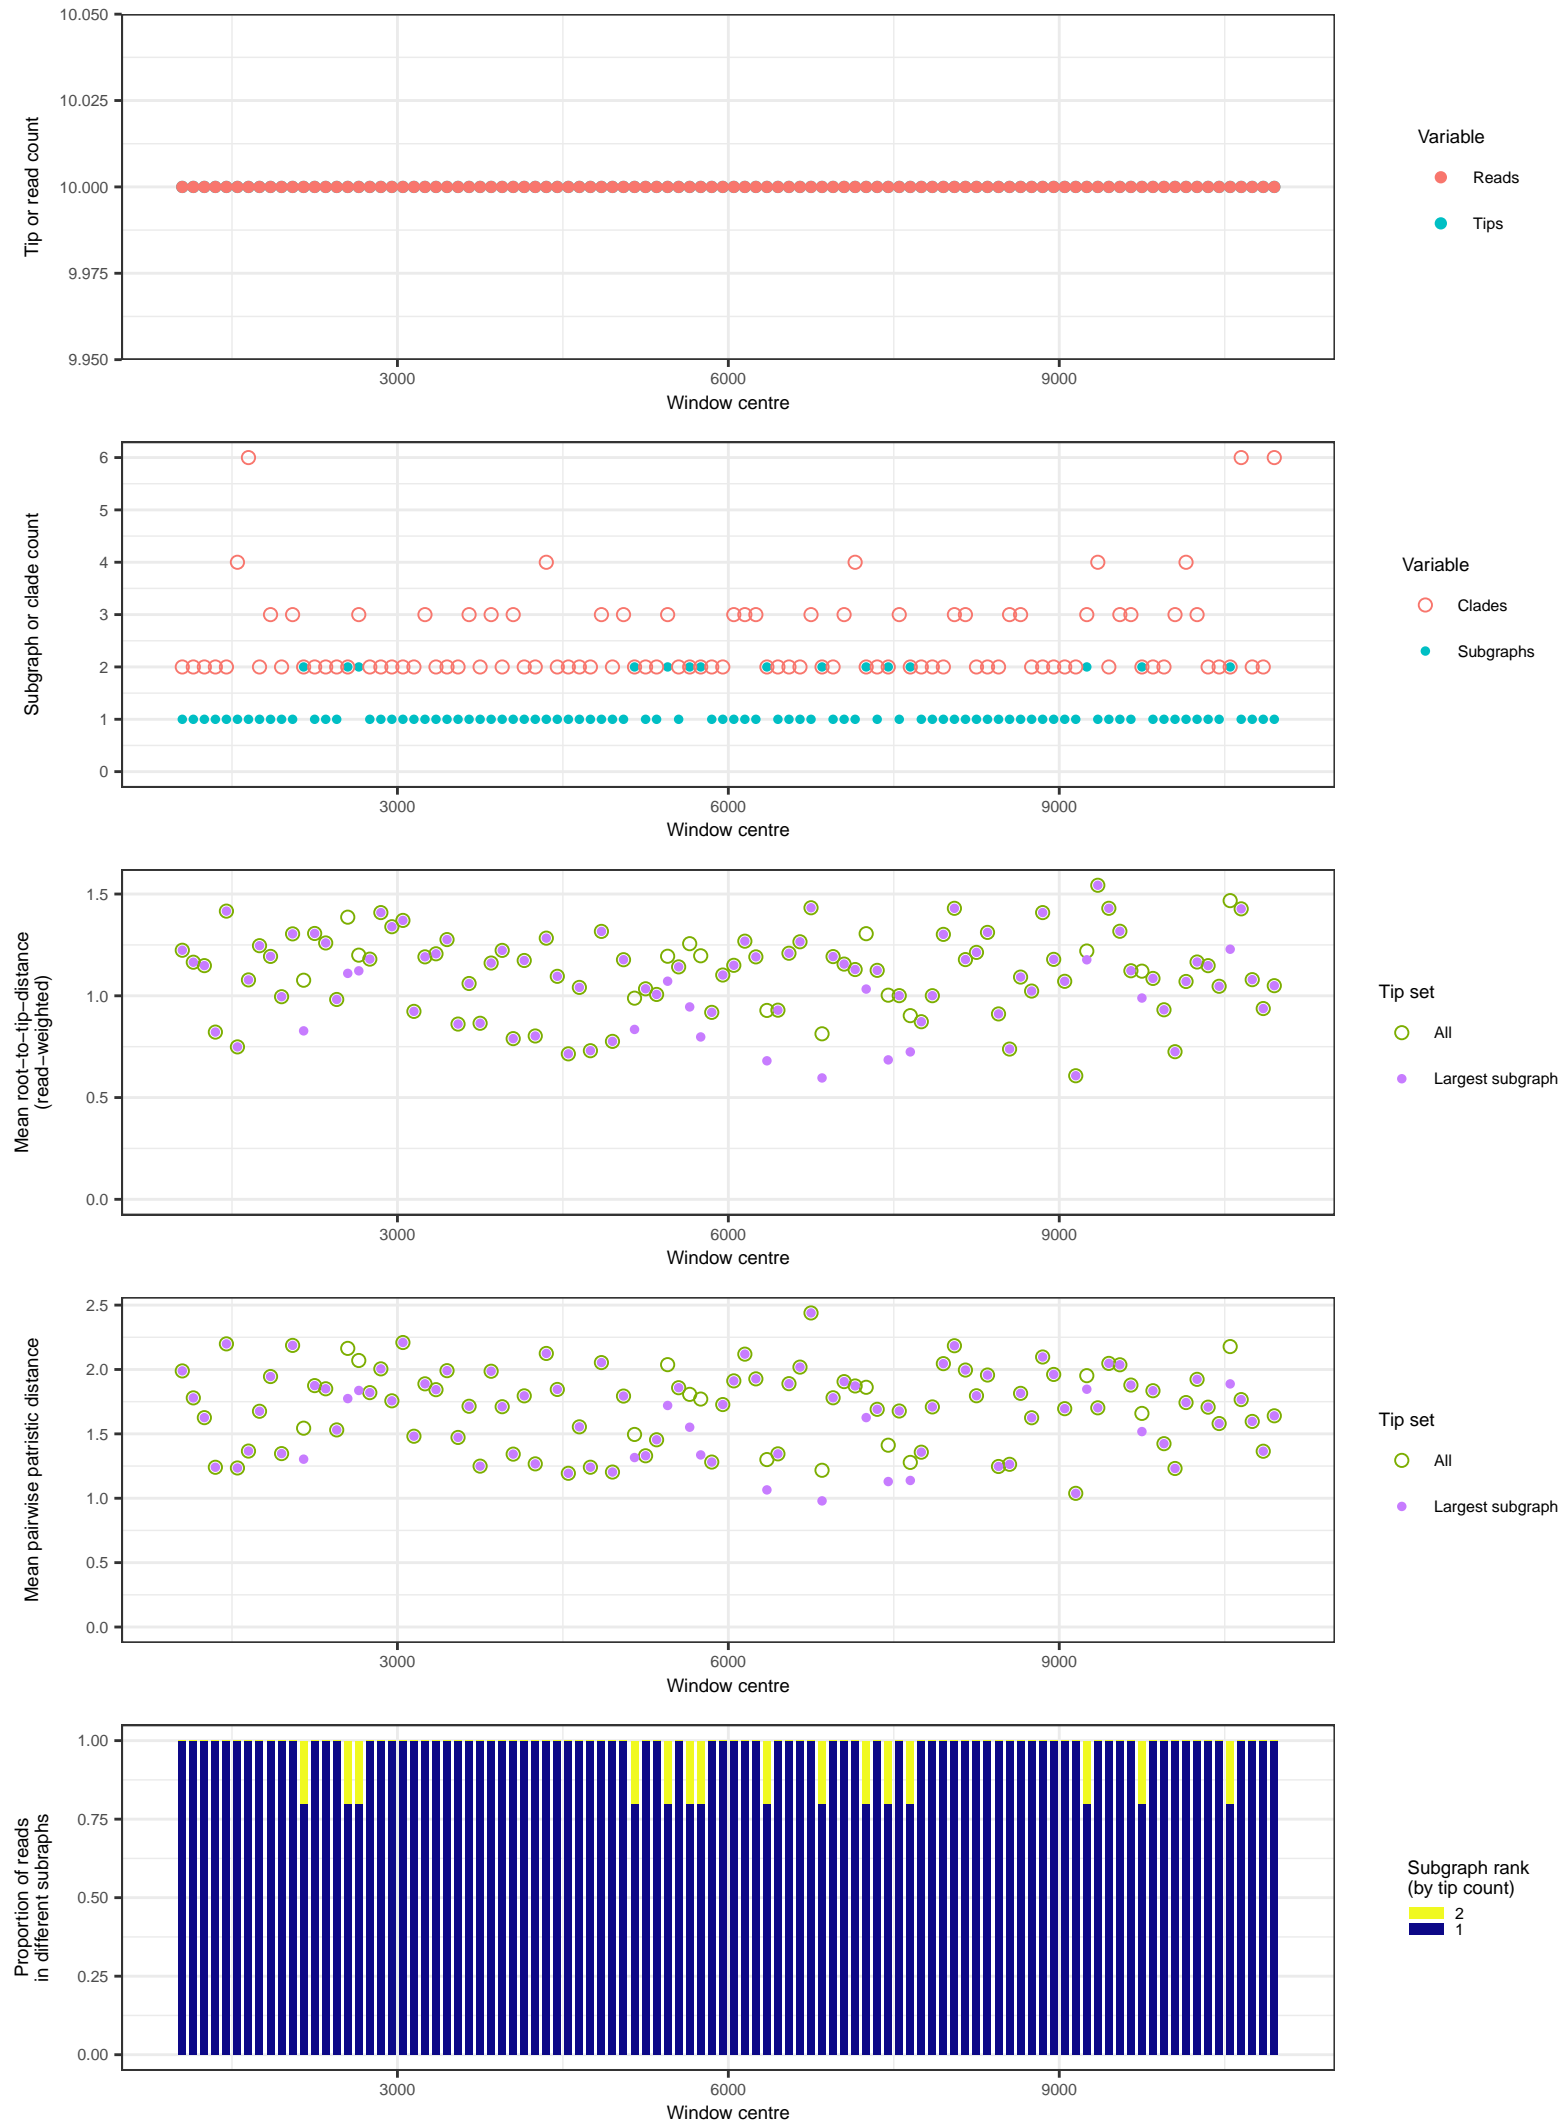 10.050
10.025
10.000
9.975
9.950
Tip or read count
3000
6000
9000
Window centre
Variable
Reads
Tips
6
5
4
3
2
1
0
Subgraph or clade count
3000
6000
9000
Window centre
Variable
Clades
Subgraphs
1.5
1.0
0.5
0.0
Mean root−to−tip−distance
(read−weighted)
3000
6000
9000
Window centre
Tip set
All
Largest subgraph
2.5
2.0
1.5
1.0
0.5
0.0
Mean pairwise patristic distance
3000
6000
9000
Window centre
Tip set
All
Largest subgraph
1.00
0.75
0.50
0.25
0.00
Proportion of reads
in different subraphs
3000
6000
9000
Window centre
Subgraph rank
(by tip count)
2
1